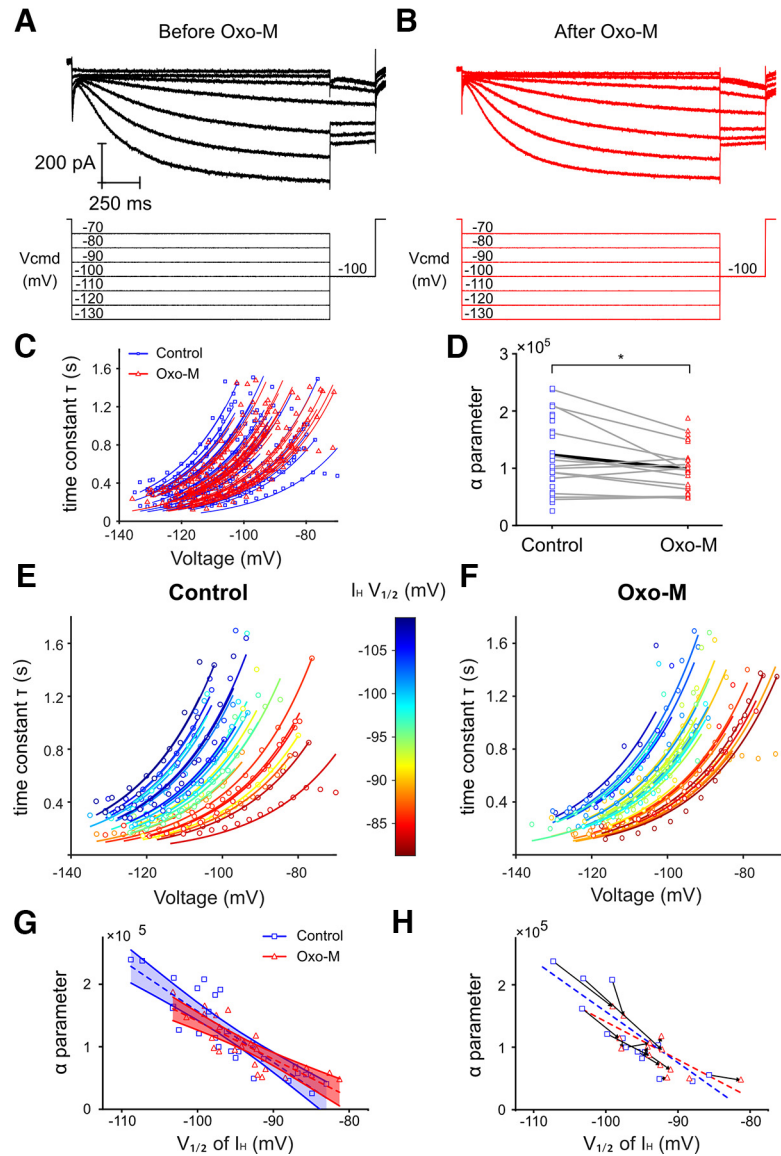 A
Before Oxo-M
200 pA
250 ms
Vcmd
(mV)
-70
-80
-90
-100
-110
-120
-130
-100
B
After Oxo-M
Vcmd
(mV)
-70
-80
-90
-100
-110
-120
-130
-100
C
Control
Oxo-M
time constant τ (s)
1.6
1.2
0.8
0.4
0
-140
-120
-100
-80
Voltage (mV)
D
×10⁵
*
α parameter
3
2
1
0
Control
Oxo-M
E
Control
time constant τ (s)
1.6
1.2
0.8
0.4
-140
-120
-100
-80
Voltage (mV)
IH V1/2 (mV)
-105
-100
-95
-90
-85
F
Oxo-M
time constant τ (s)
1.6
1.2
0.8
0.4
-140
-120
-100
-80
Voltage (mV)
G
×10 5
Control
Oxo-M
α parameter
2
1
0
-110
-100
-90
-80
V1/2 of IH (mV)
H
×10⁵
α parameter
2
1
0
-110
-100
-90
-80
V1/2 of IH (mV)